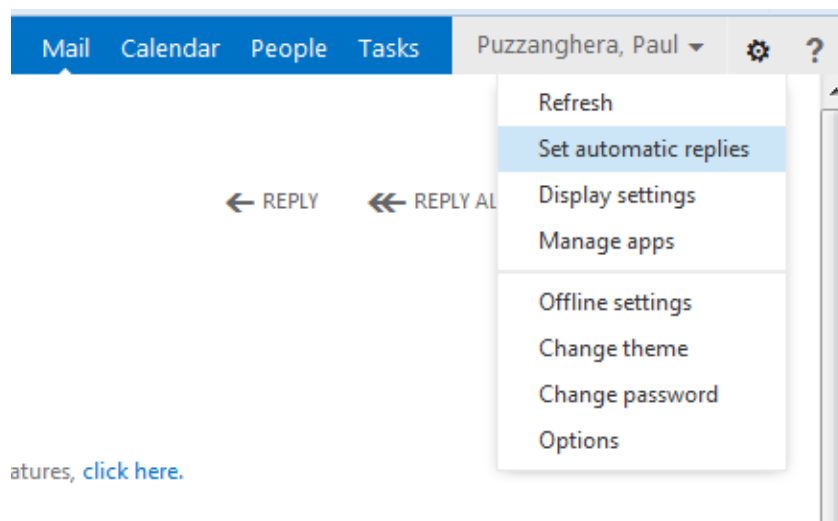 Mail Calendar People Tasks Puzzanghera, Paul ?
Refresh
Set automatic replies
REPLY REPLY AL
Display settings
Manage apps
Offline settings
Change theme
Change password
Options
atures, click here.